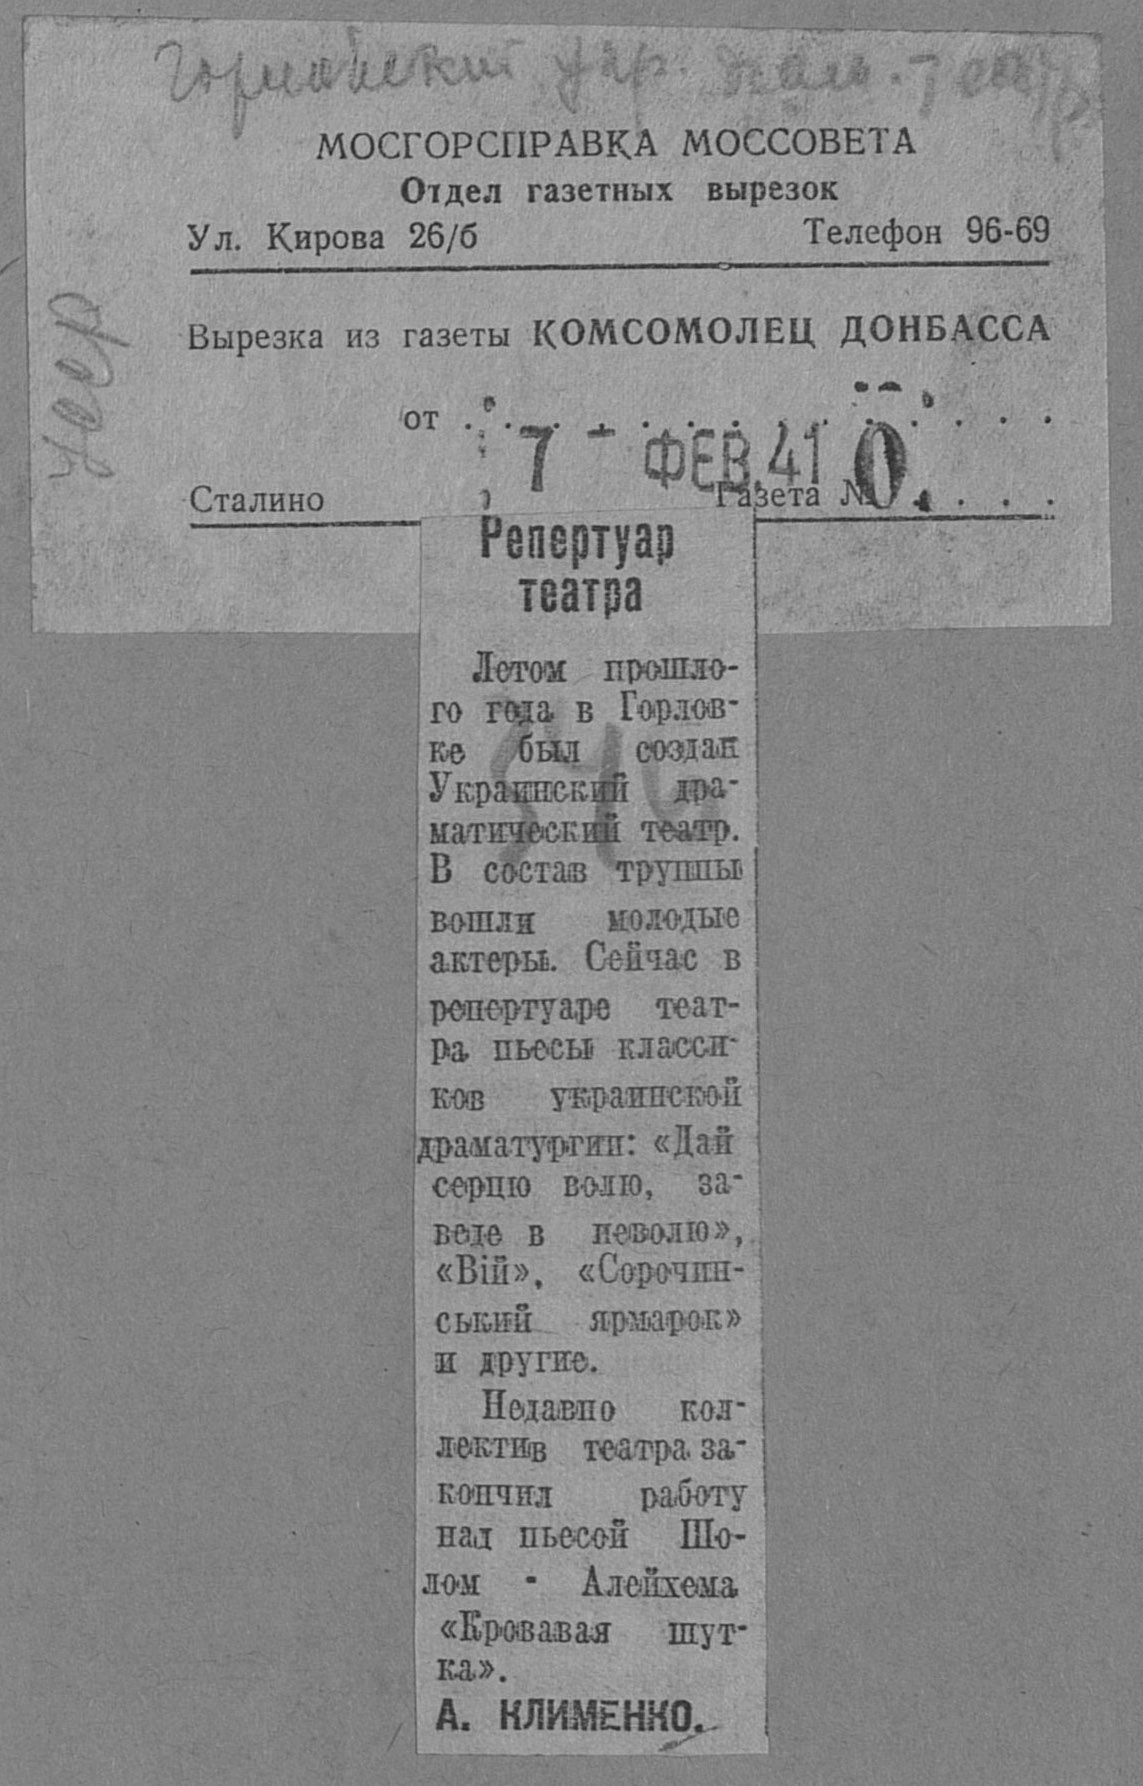 укр. театр
МОСГОРСПРАВКА МОССОВЕТА
Отдел газетных вырезок
Ул. Кирова 26/б Телефон 96-69
Вырезка из газеты КОМСОМОЛЕЦ ДОНБАССА
от . . . . . . . . . . . . . .
7 - ФЕВ. 41 0
Сталино Газета № . . . .
УССР
Репертуар
театра
Летом прошло-
го года в Горлов-
ке был создан
Украинский дра-
матический театр.
В состав труппы
вошли молодые
актеры. Сейчас в
репертуаре теат-
ра пьесы класси-
ков украинской
драматургии: «Дай
серцю волю, за-
веде в неволю»,
«Вій», «Сорочин-
ський ярмарок»
и другие.
Недавно кол-
лектив театра за-
кончил работу
над пьесой Шо-
лом - Алейхема
«Кровавая шут-
ка».
А. КЛИМЕНКО.